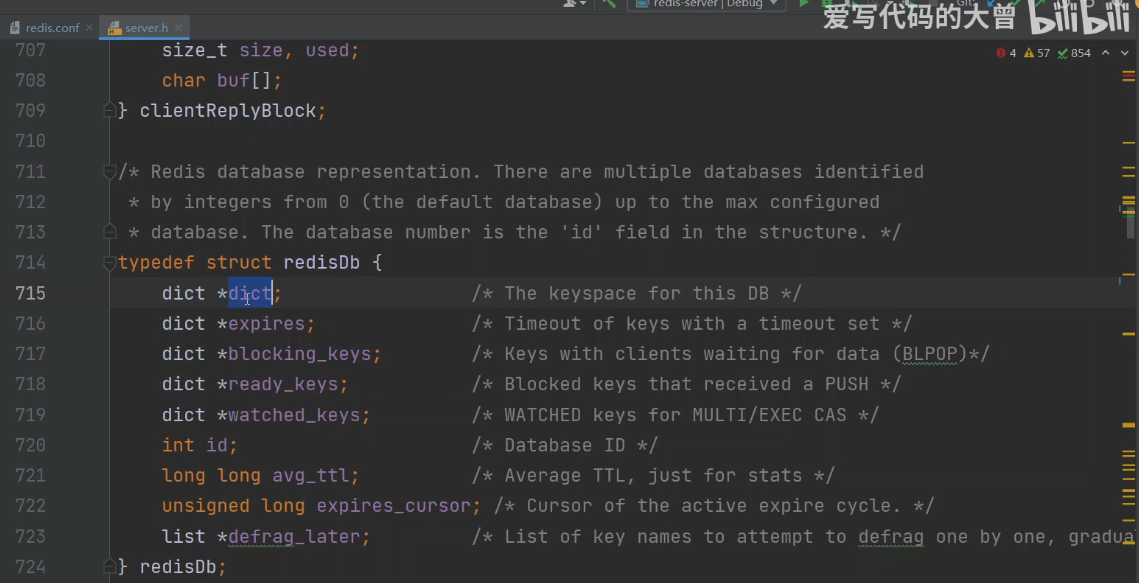 redis-server | Debug
Git:
爱写代码的大曾 bilibili
redis.conf server.h
4 57 854
707 size_t size, used;
708 char buf[];
709 } clientReplyBlock;
710
711 /* Redis database representation. There are multiple databases identified
712 * by integers from 0 (the default database) up to the max configured
713 * database. The database number is the 'id' field in the structure. */
714 typedef struct redisDb {
715 dict *dict; /* The keyspace for this DB */
716 dict *expires; /* Timeout of keys with a timeout set */
717 dict *blocking_keys; /* Keys with clients waiting for data (BLPOP)*/
718 dict *ready_keys; /* Blocked keys that received a PUSH */
719 dict *watched_keys; /* WATCHED keys for MULTI/EXEC CAS */
720 int id; /* Database ID */
721 long long avg_ttl; /* Average TTL, just for stats */
722 unsigned long expires_cursor; /* Cursor of the active expire cycle. */
723 list *defrag_later; /* List of key names to attempt to defrag one by one, gradua
724 } redisDb;